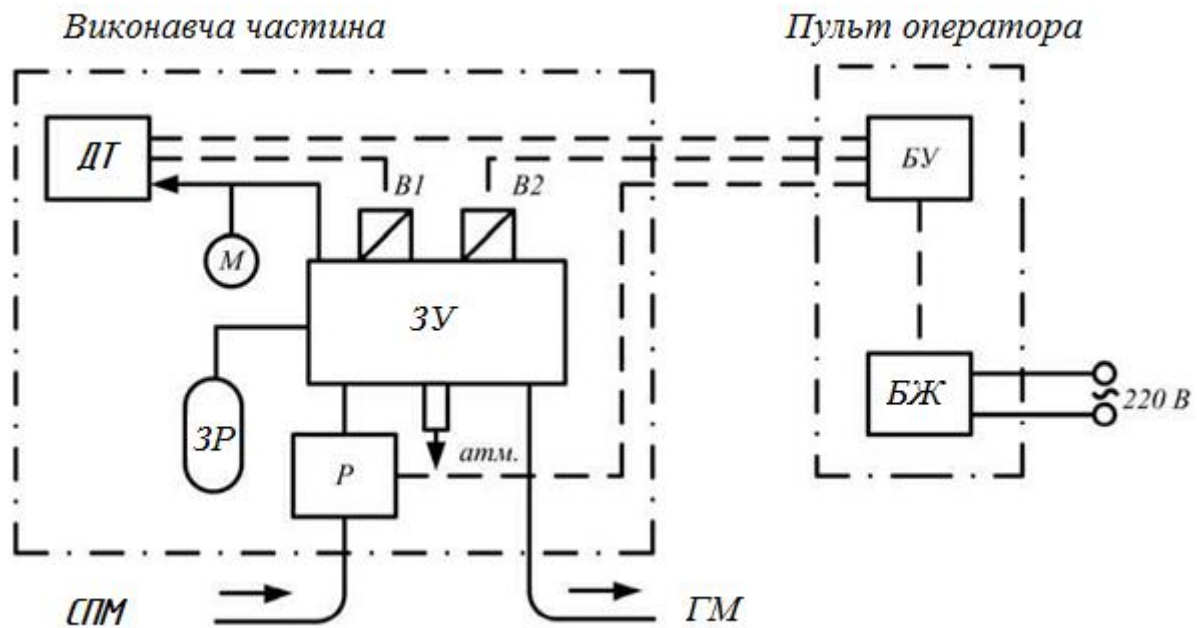 Виконавча частина
Пульт оператора
ДТ
БУ
В1
В2
М
ЗУ
ЗР
БЖ
~ 220 В
атм.
Р
СПМ
ГМ